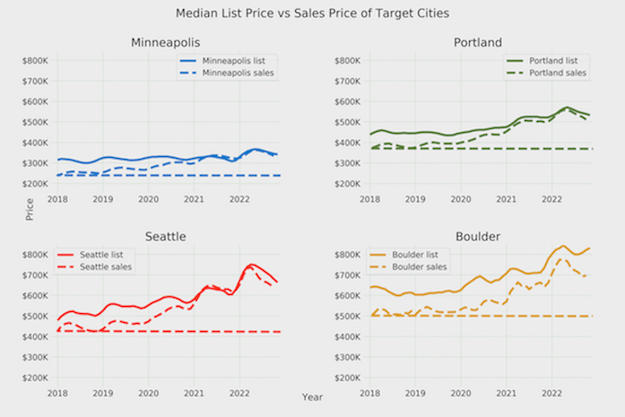 Median List Price vs Sales Price of Target Cities
Minneapolis
$800K
$700K
$600K
$500K
$400K
$300K
$200K
Minneapolis list
Minneapolis sales
2018 2019 2020 2021 2022
Portland
$800K
$700K
$600K
$500K
$400K
$300K
$200K
Portland list
Portland sales
2018 2019 2020 2021 2022
Price
Seattle
$800K
$700K
$600K
$500K
$400K
$300K
$200K
Seattle list
Seattle sales
2018 2019 2020 2021 2022
Boulder
$800K
$700K
$600K
$500K
$400K
$300K
$200K
Boulder list
Boulder sales
2018 2019 2020 2021 2022
Year